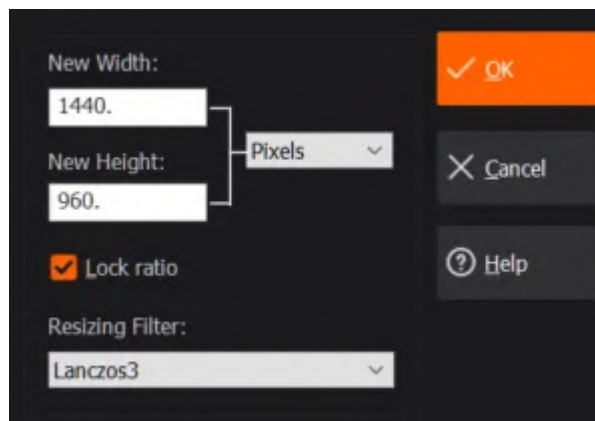 New Width:
1440.
New Height:
960.
Pixels
Lock ratio
Resizing Filter:
Lanczos3
OK
Cancel
Help